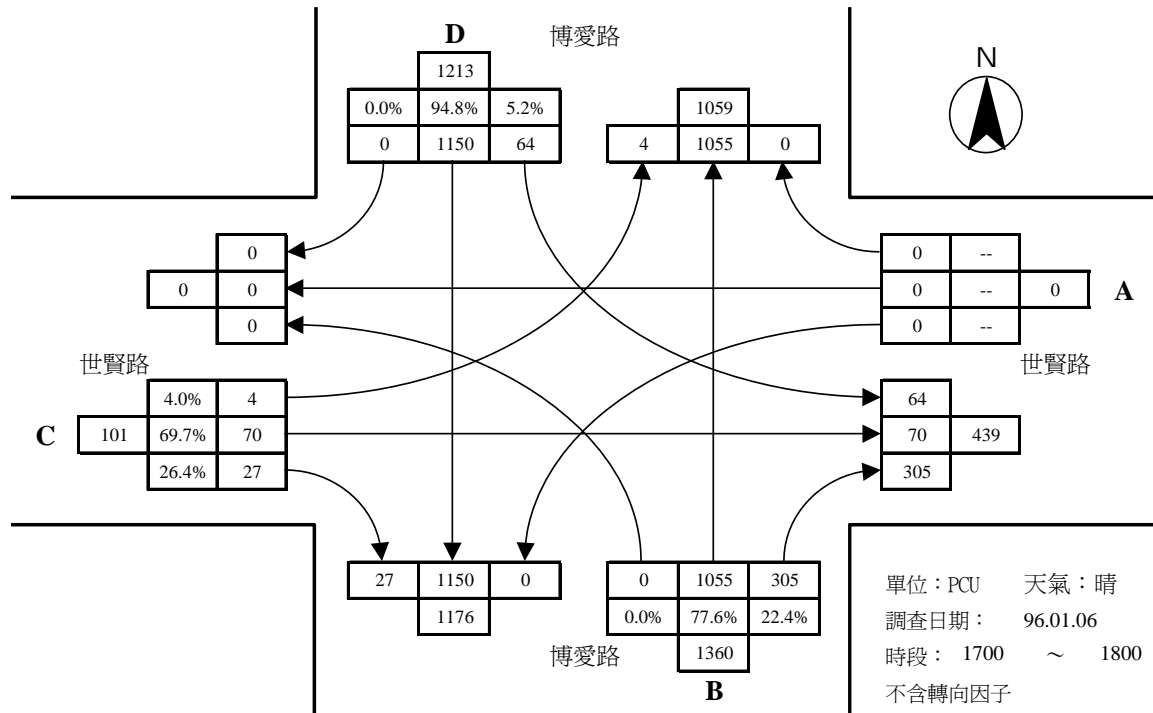 D 博愛路
N
1213
0.0% 94.8% 5.2%
0 1150 64
1059
4 1055 0
0
0 0
0
0 --
0 -- 0
0 --
A
世賢路
世賢路
4.0% 4
C 101 69.7% 70
26.4% 27
64
70 439
305
27 1150 0
1176
0 1055 305
0.0% 77.6% 22.4%
1360
博愛路
B
單位：PCU 天氣：晴
調查日期： 96.01.06
時段： 1700 ～ 1800
不含轉向因子